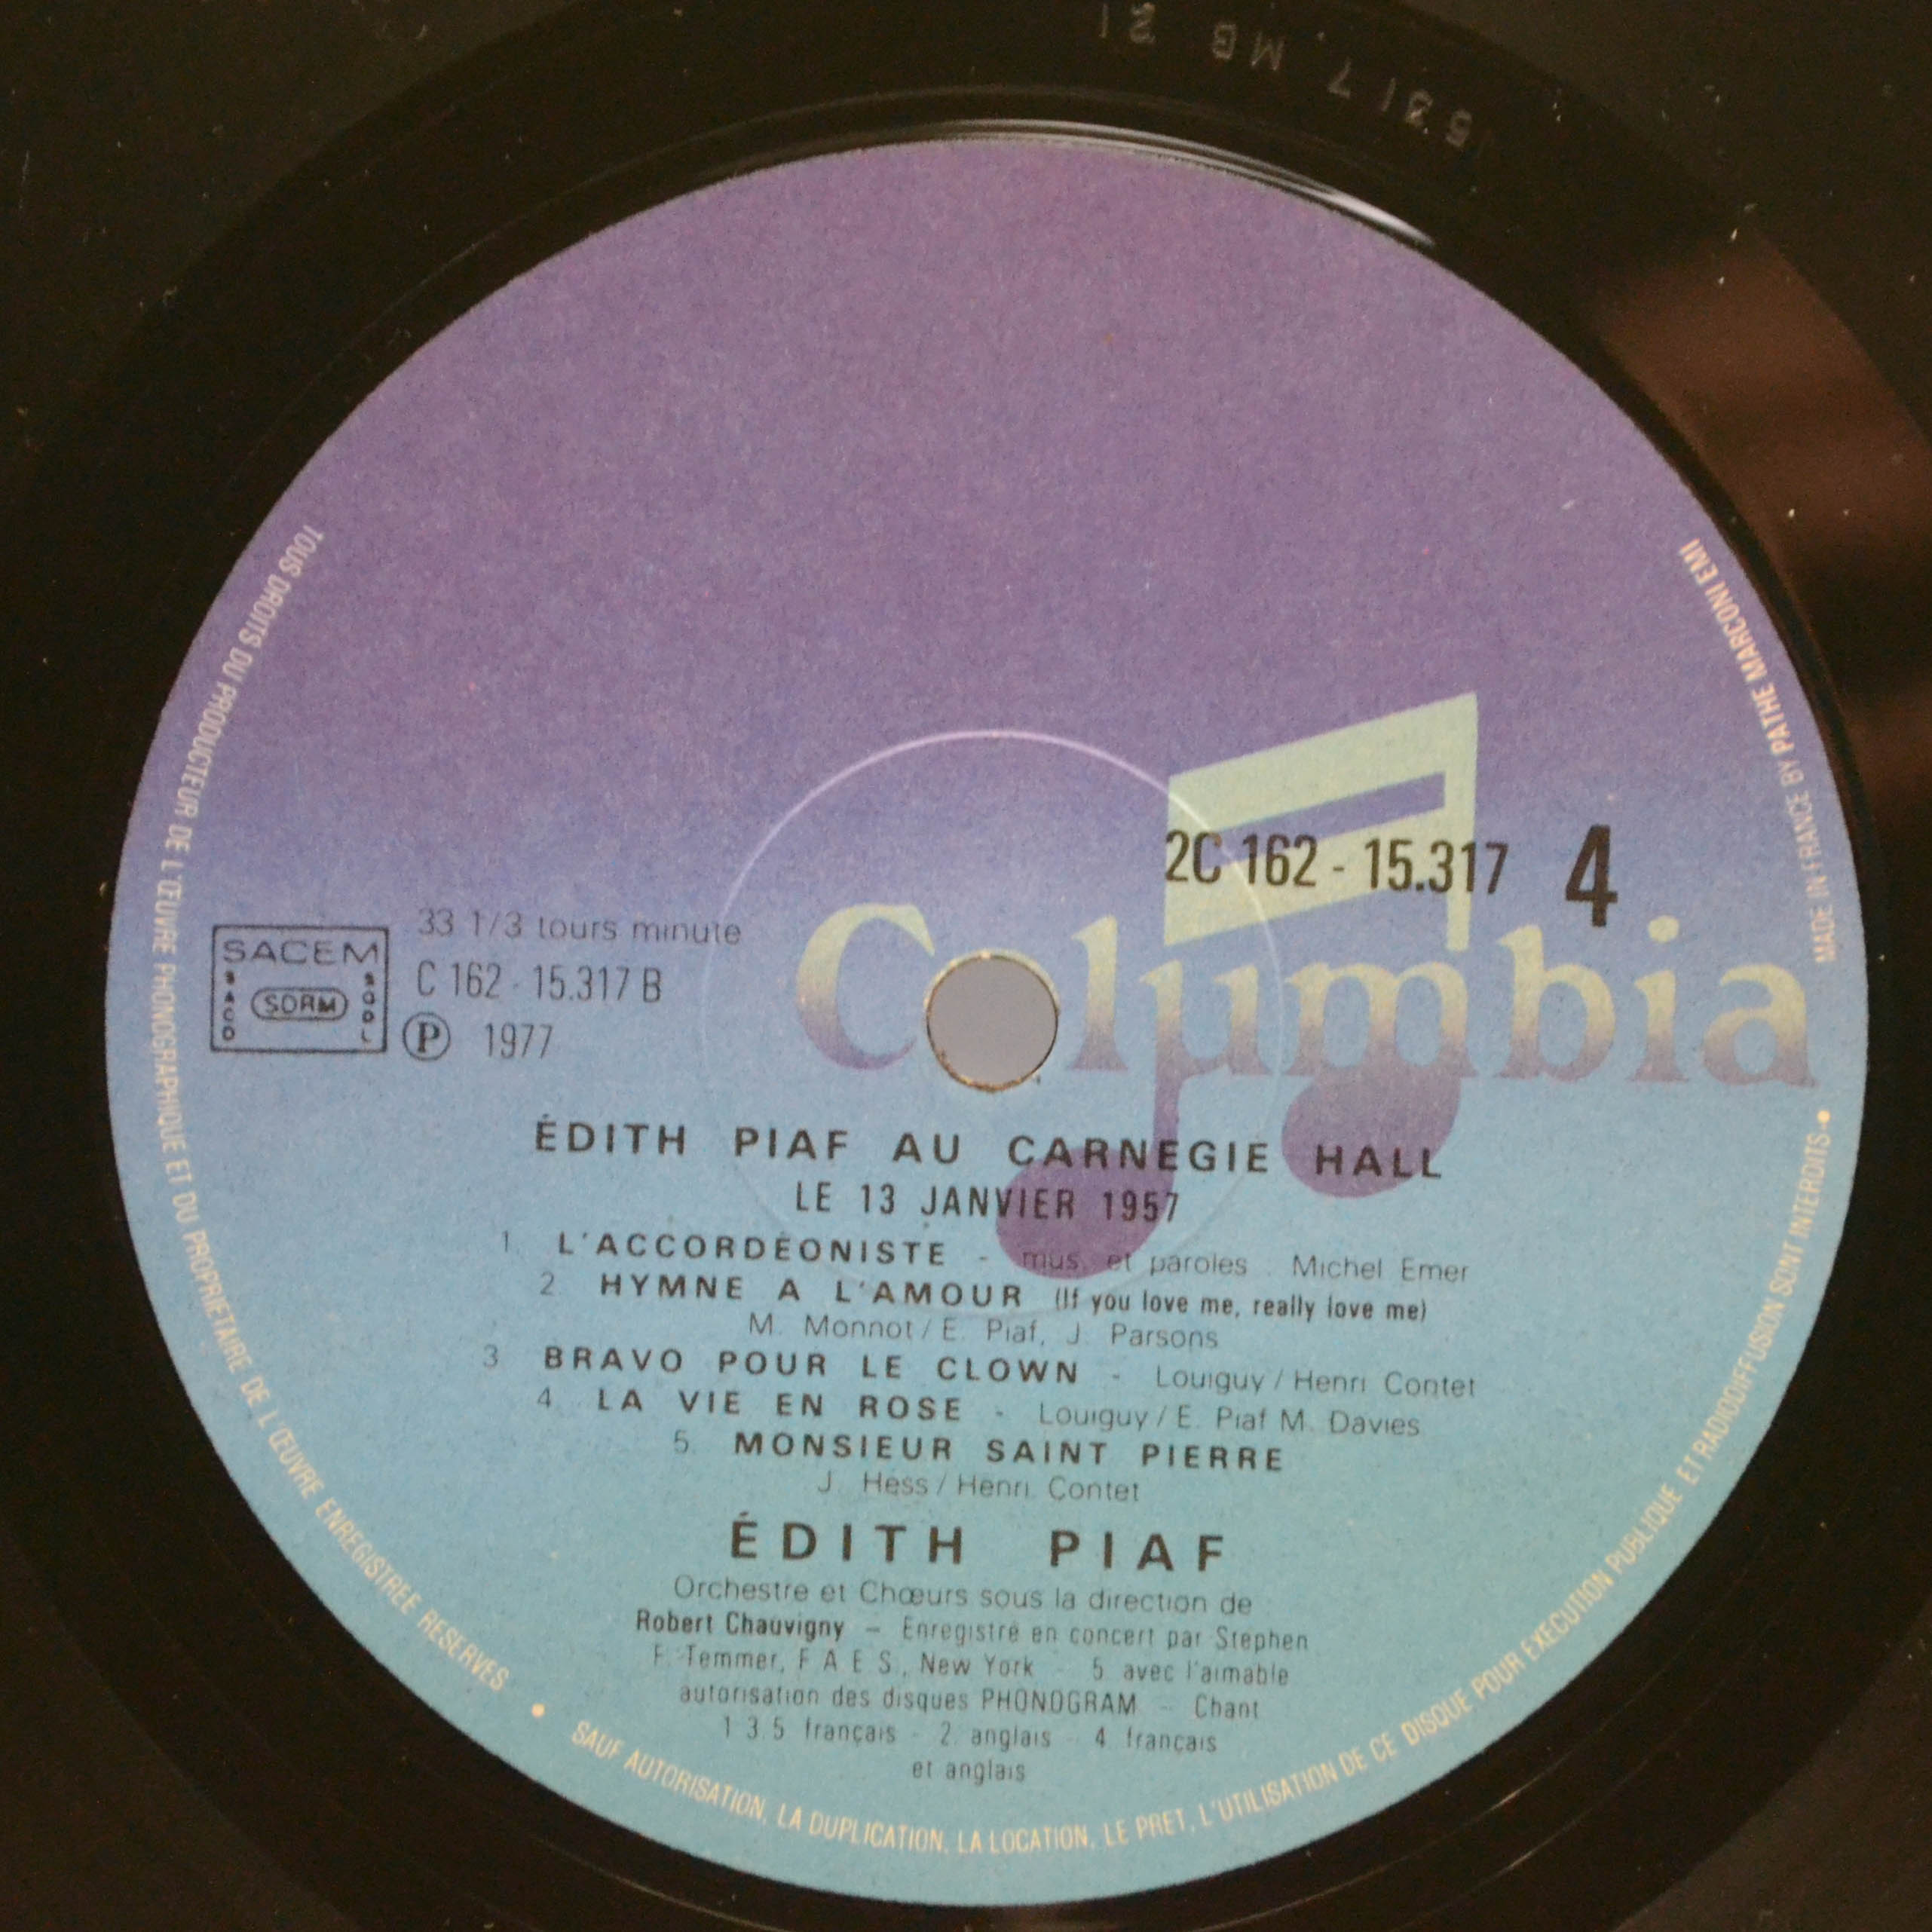 15317 MB 21
2C 162 - 15.317 4
Columbia
SACEM
SACD
SDRM
SGDL
33 1/3 tours minute
C 162 - 15.317 B
℗ 1977
ÉDITH PIAF AU CARNEGIE HALL
LE 13 JANVIER 1957
1. L'ACCORDÉONISTE - mus. et paroles : Michel Emer
2. HYMNE A L'AMOUR (If you love me, really love me)
M. Monnot / E. Piaf, J. Parsons
3. BRAVO POUR LE CLOWN - Louiguy / Henri Contet
4. LA VIE EN ROSE - Louiguy / E. Piaf M. Davies
5. MONSIEUR SAINT PIERRE
J. Hess / Henri Contet
ÉDITH PIAF
Orchestre et Chœurs sous la direction de
Robert Chauvigny – Enregistré en concert par Stephen
F. Temmer, F.A.E.S., New York - 5. avec l'aimable
autorisation des disques PHONOGRAM – Chant
1.3.5 français - 2. anglais - 4. français
et anglais
TOUS DROITS DU PRODUCTEUR DE L'ŒUVRE PHONOGRAPHIQUE ET DU PROPRIETAIRE DE L'ŒUVRE ENREGISTREE RESERVES • SAUF AUTORISATION, LA DUPLICATION, LA LOCATION, LE PRET, L'UTILISATION DE CE DISQUE POUR EXECUTION PUBLIQUE ET RADIODIFFUSION SONT INTERDITS •
MADE IN FRANCE BY PATHE MARCONI EMI